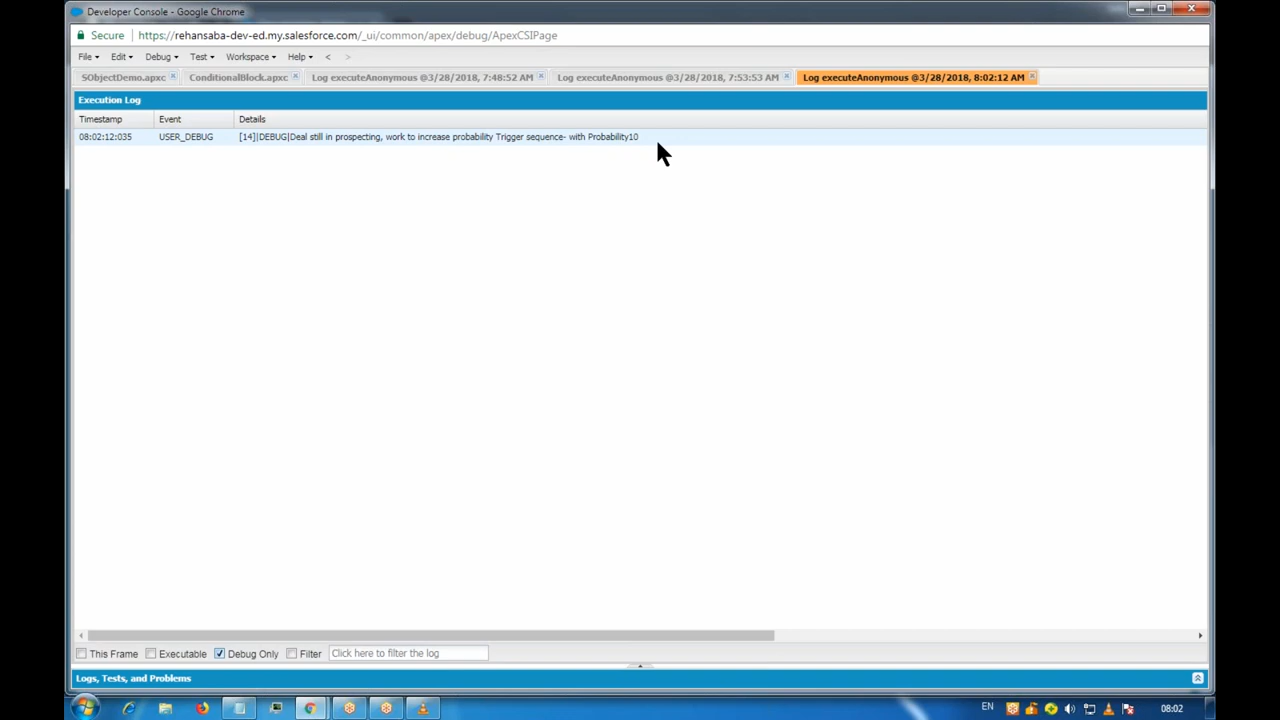 Developer Console - Google Chrome
Secure https://rehansaba-dev-ed.my.salesforce.com/_ui/common/apex/debug/ApexCSIPage
File Edit Debug Test Workspace Help < >
SObjectDemo.apxc ConditionalBlock.apxc Log executeAnonymous @3/28/2018, 7:48:52 AM Log executeAnonymous @3/28/2018, 7:53:53 AM Log executeAnonymous @3/28/2018, 8:02:12 AM
Execution Log
Timestamp Event Details
08:02:12:035 USER_DEBUG [14]|DEBUG|Deal still in prospecting, work to increase probability Trigger sequence- with Probability10
This Frame Executable Debug Only Filter Click here to filter the log
Logs, Tests, and Problems
EN 08:02